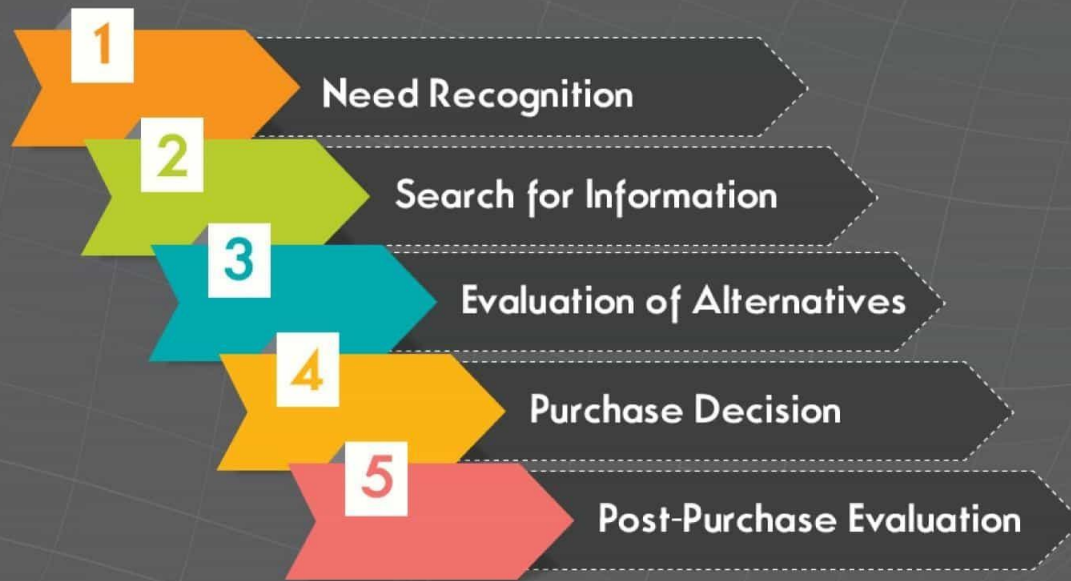 1
Need Recognition
2
Search for Information
3
Evaluation of Alternatives
4
Purchase Decision
5
Post-Purchase Evaluation